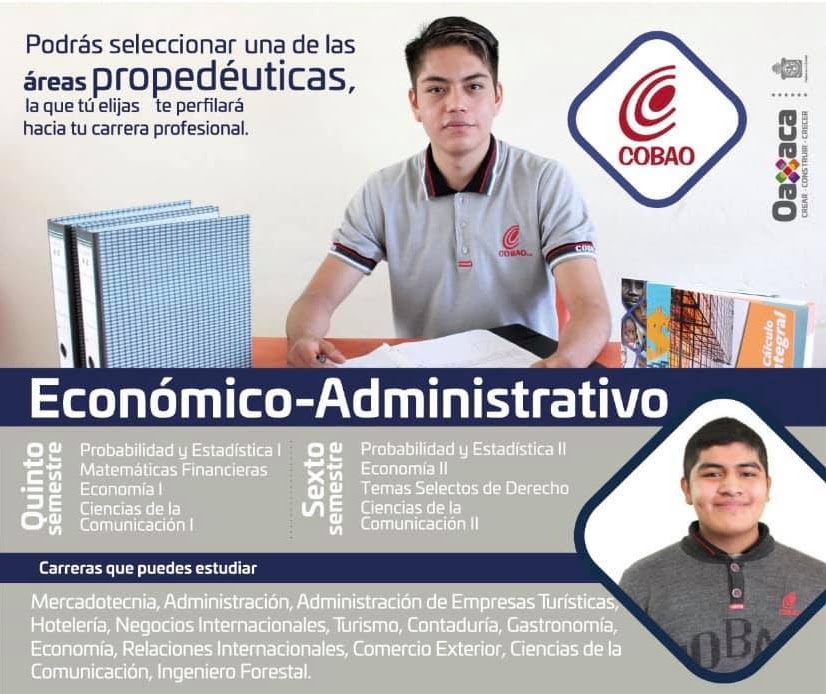 Podrás seleccionar una de las
áreas propedéuticas,
la que tú elijas te perfilará
hacia tu carrera profesional.
COBAO
Oaxaca
CREAR · CONSTRUIR · CRECER
COBAO
Cálculo
Integral
Económico-Administrativo
Quinto
semestre
Probabilidad y Estadística I
Matemáticas Financieras
Economía I
Ciencias de la
Comunicación I
Sexto
semestre
Probabilidad y Estadística II
Economía II
Temas Selectos de Derecho
Ciencias de la
Comunicación II
Carreras que puedes estudiar
Mercadotecnia, Administración, Administración de Empresas Turísticas,
Hotelería, Negocios Internacionales, Turismo, Contaduría, Gastronomía,
Economía, Relaciones Internacionales, Comercio Exterior, Ciencias de la
Comunicación, Ingeniero Forestal.